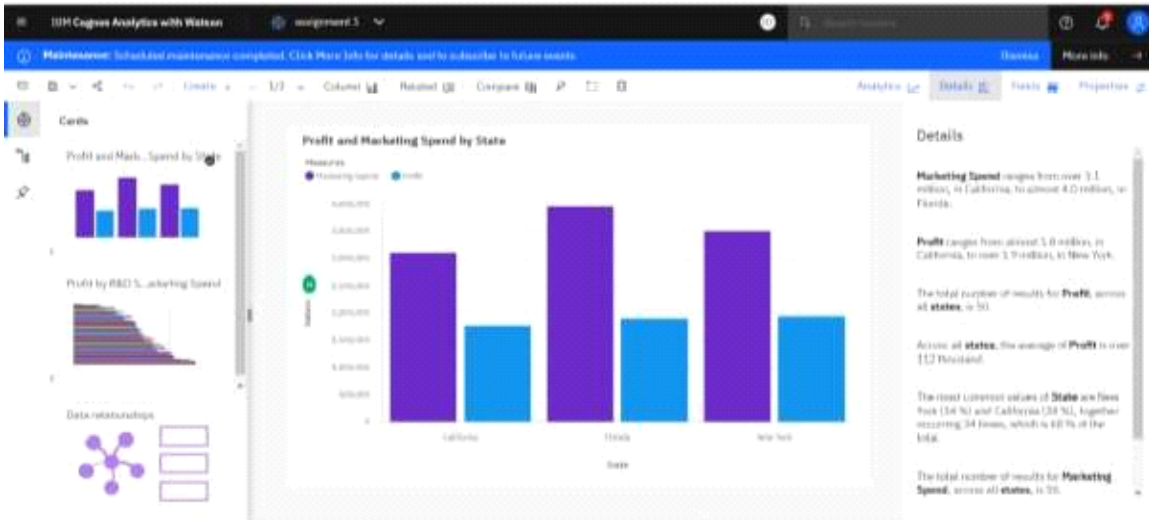 IBM Cognos Analytics with Watson
assignment 5
Maintenance: Scheduled maintenance completed. Click More Info for details and to subscribe to future events.
Dismiss
More info
Create
1/3
Column
Related
Compare
Analytics
Details
Fields
Properties
Cards
Profit and Mark... Spend by State
Profit by R&D S...arketing Spend
Data relationships
Profit and Marketing Spend by State
Measures
Marketing Spend
Profit
California
Florida
New York
State
Details
Marketing Spend ranges from over 3.1
million, in California, to almost 4.0 million, in
Florida.
Profit ranges from almost 1.8 million, in
California, to over 1.9 million, in New York.
The total number of results for Profit, across
all states, is 50.
Across all states, the average of Profit is over
112 thousand.
The most common values of State are New
York (34 %) and California (34 %), together
occurring 34 times, which is 68 % of the
total.
The total number of results for Marketing
Spend, across all states, is 50.